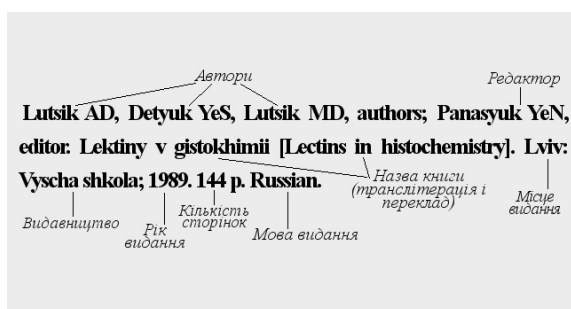 Автори
Редактор
Lutsik AD, Detyuk YeS, Lutsik MD, authors; Panasyuk YeN,
editor. Lektiny v gistokhimii [Lectins in histochemistry]. Lviv:
Vyscha shkola; 1989. 144 p. Russian.
Видавництво
Рік
видання
Кількість
сторінок
Мова видання
Назва книги
(транслітерація і
переклад)
Місце
видання